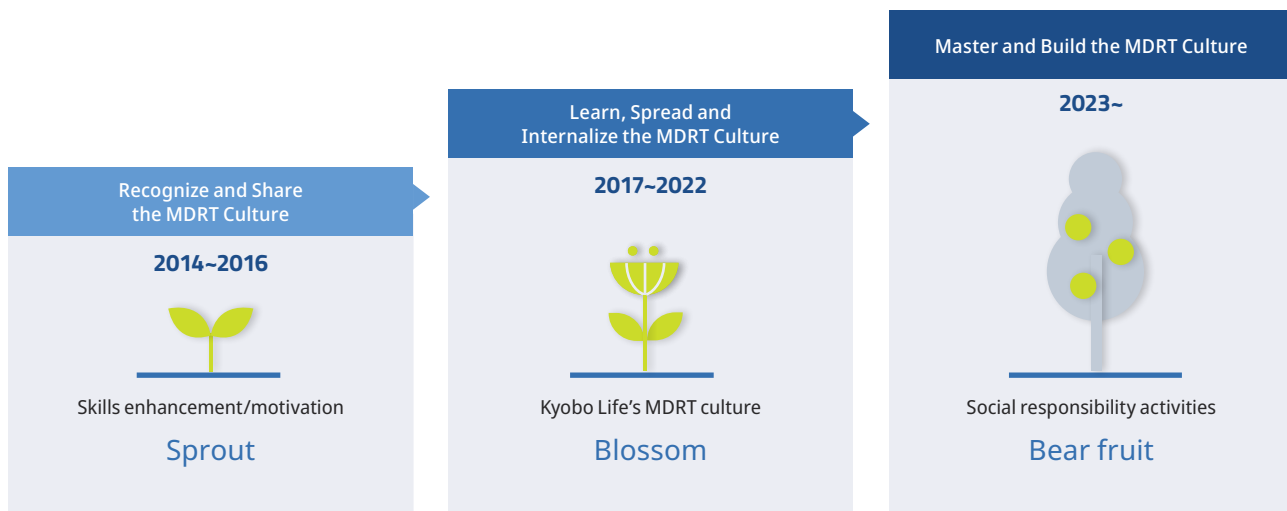 Recognize and Share
the MDRT Culture
2014~2016
Skills enhancement/motivation
Sprout
Learn, Spread and
Internalize the MDRT Culture
2017~2022
Kyobo Life’s MDRT culture
Blossom
Master and Build the MDRT Culture
2023~
Social responsibility activities
Bear fruit